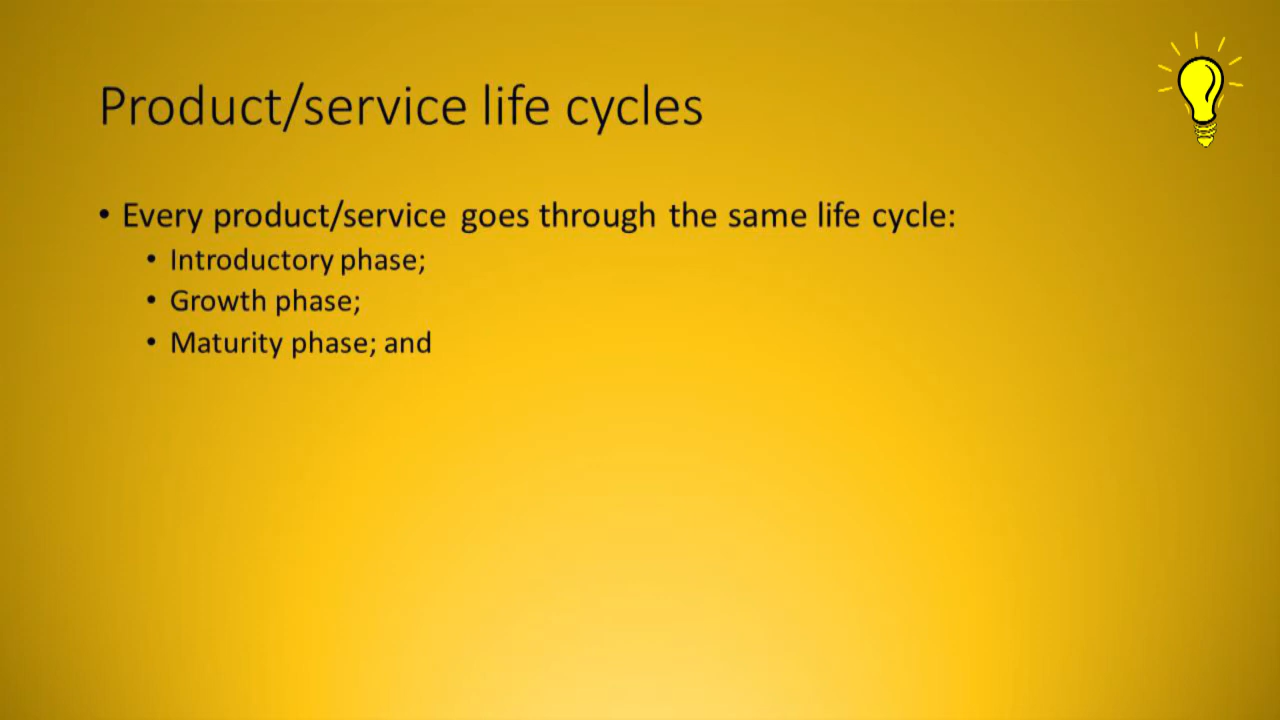 Product/service life cycles
• Every product/service goes through the same life cycle:
• Introductory phase;
• Growth phase;
• Maturity phase; and